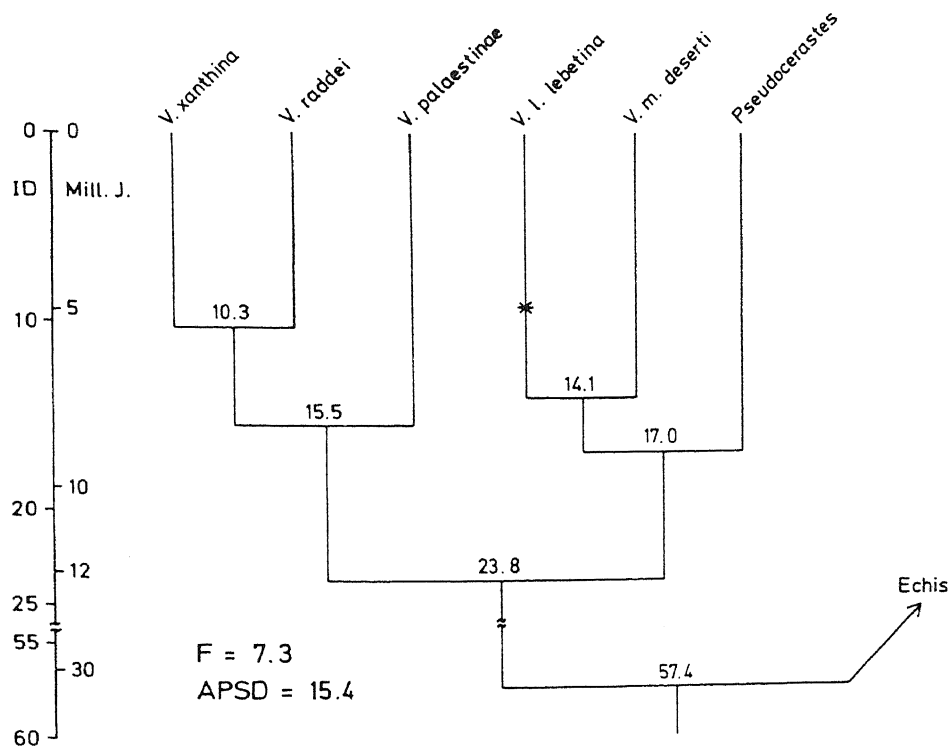 V. xanthina
V. raddei
V. palaestinae
V. l. lebetina
V. m. deserti
Pseudocerastes
0 0
ID Mill. J.
5
10
10.3
14.1
15.5
17.0
10
20
23.8
12
25
Echis
55
30
F = 7.3
57.4
APSD = 15.4
60